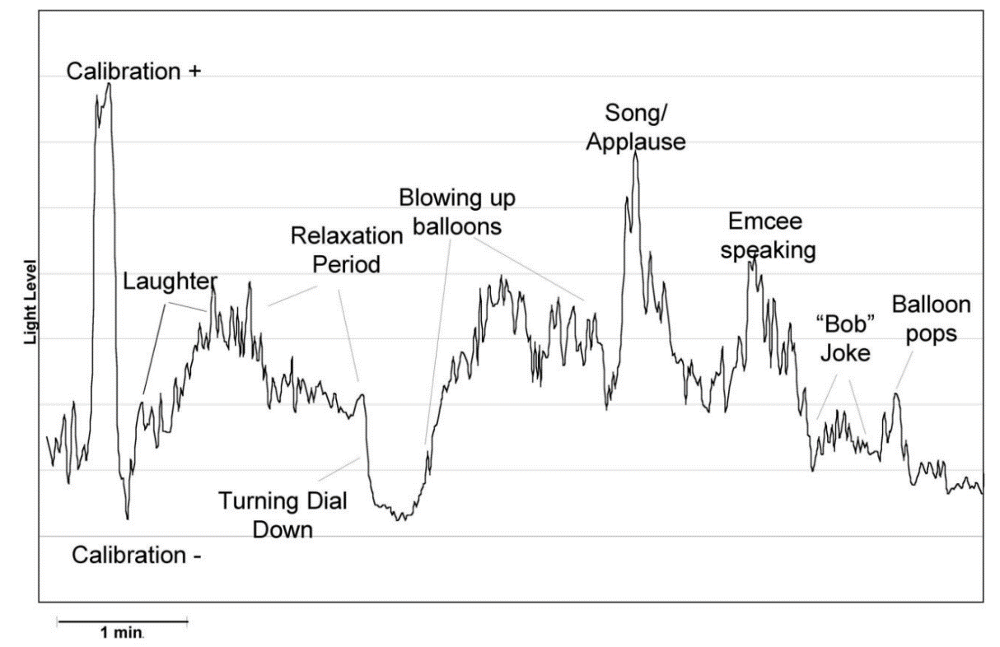 Calibration +
Song/
Applause
Blowing up
balloons
Emcee
speaking
Relaxation
Period
Laughter
Light Level
Balloon
pops
“Bob”
Joke
Turning Dial
Down
Calibration -
1 min.